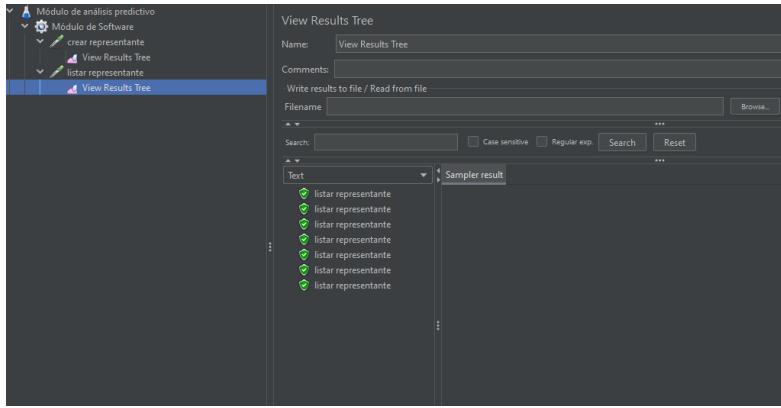 Módulo de análisis predictivo
Módulo de Software
crear representante
View Results Tree
listar representante
View Results Tree
View Results Tree
Name: View Results Tree
Comments:
Write results to file / Read from file
Filename Browse...
Search: Case sensitive Regular exp. Search Reset
Text Sampler result
listar representante
listar representante
listar representante
listar representante
listar representante
listar representante
listar representante